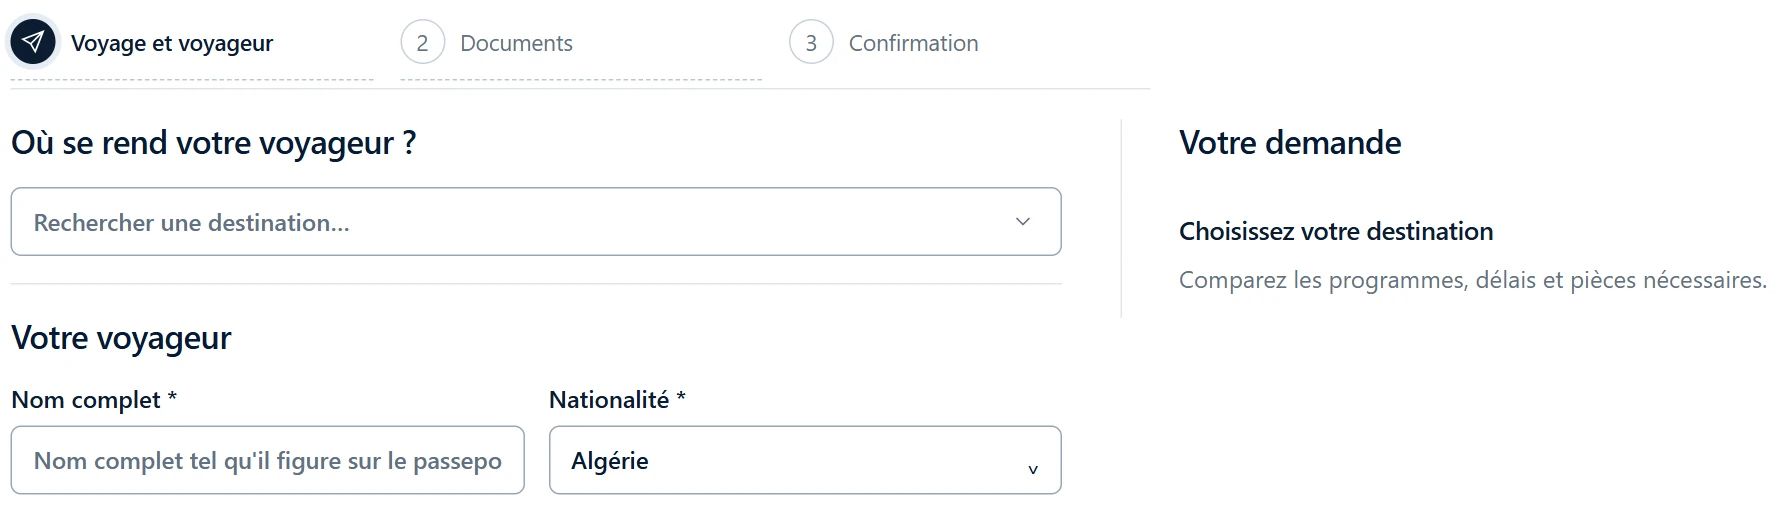 Voyage et voyageur
2 Documents
3 Confirmation
Où se rend votre voyageur ?
Rechercher une destination...
Votre voyageur
Nom complet *
Nationalité *
Nom complet tel qu'il figure sur le passepo
Algérie
Votre demande
Choisissez votre destination
Comparez les programmes, délais et pièces nécessaires.